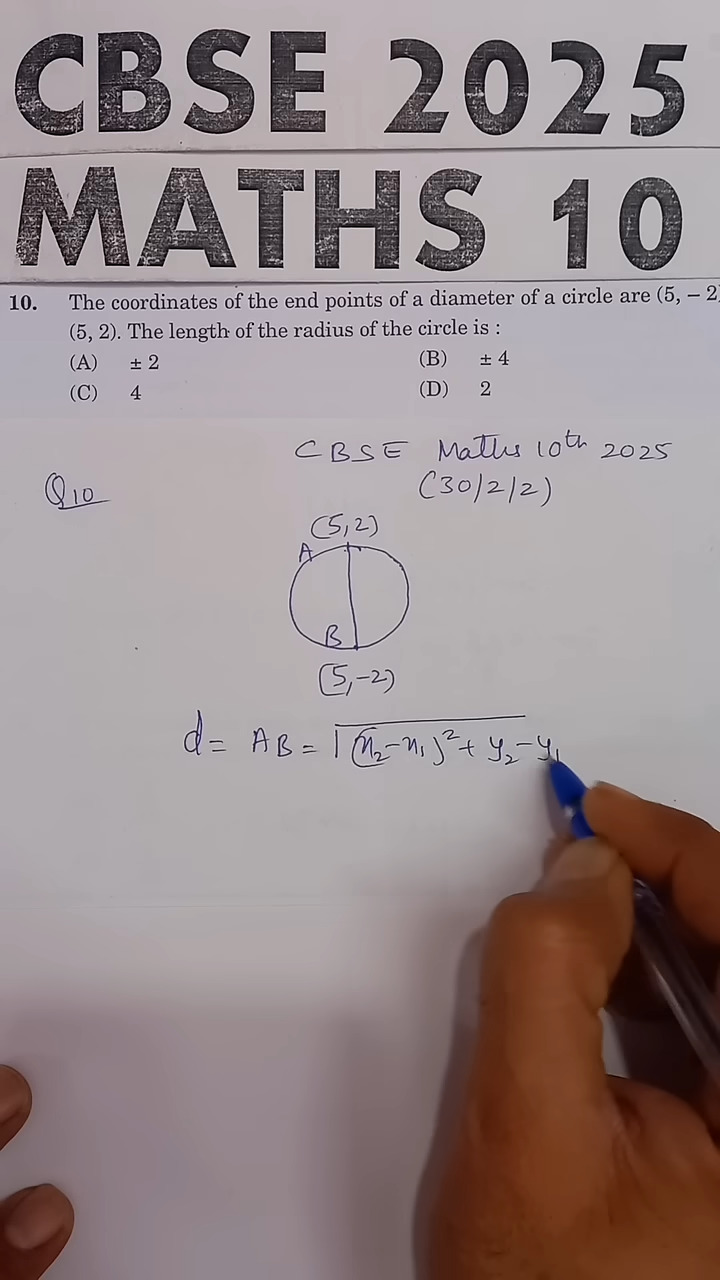 CBSE 2025
MATHS 10
10. The coordinates of the end points of a diameter of a circle are (5, – 2)
(5, 2). The length of the radius of the circle is :
(A) ± 2 (B) ± 4
(C) 4 (D) 2
CBSE Maths 10th 2025
Q10 (30/2/2)
(5,2)
A
B
(5,-2)
d = AB = √(x₂-x₁)² + y₂-y₁